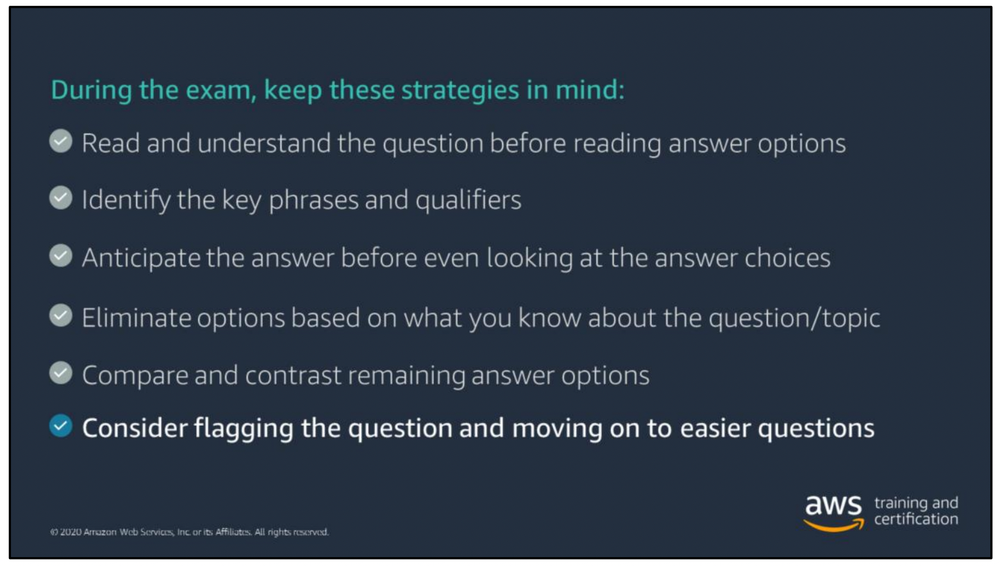 During the exam, keep these strategies in mind:
Read and understand the question before reading answer options
Identify the key phrases and qualifiers
Anticipate the answer before even looking at the answer choices
Eliminate options based on what you know about the question/topic
Compare and contrast remaining answer options
Consider flagging the question and moving on to easier questions
aws training and
certification
© 2020 Amazon Web Services, Inc. or its Affiliates. All rights reserved.